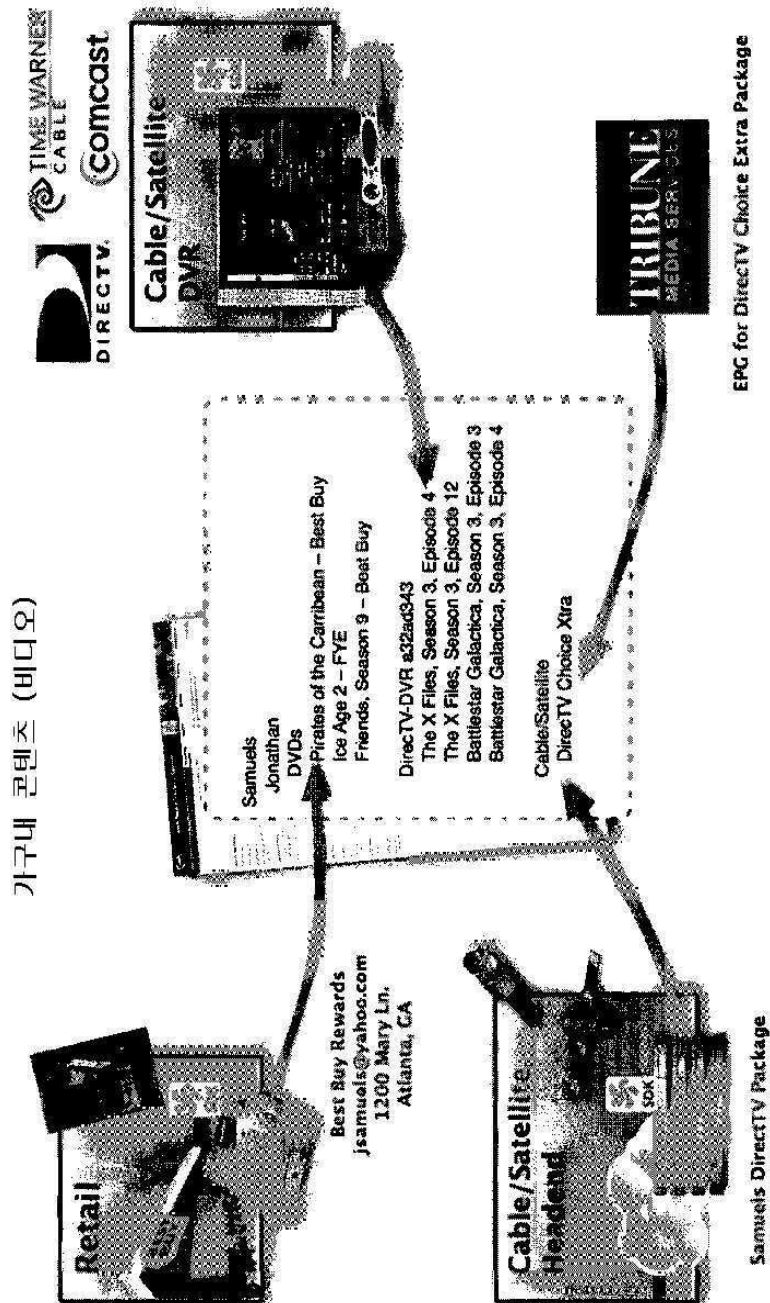 가구내 콘텐츠 (비디오)
Retail
Best Buy Rewards
jsamuels@yahoo.com
1200 Mary Ln.
Atlanta, GA
DIRECTV.
TIME WARNER
CABLE
comcast.
Cable/Satellite
DVR
Samuels
Jonathan
DVDs
Pirates of the Carribean – Best Buy
Ice Age 2 – FYE
Friends, Season 9 – Best Buy
DirecTV-DVR a32ad343
The X Files, Season 3, Episode 4
The X Files, Season 3, Episode 12
Battlestar Galactica, Season 3, Episode 3
Battlestar Galactica, Season 3, Episode 4
Cable/Satellite
DirecTV Choice Xtra
Cable/Satellite
Headend
SDK
Samuels DirectTV Package
TRIBUNE
MEDIA SERVICES
EPG for DirecTV Choice Extra Package